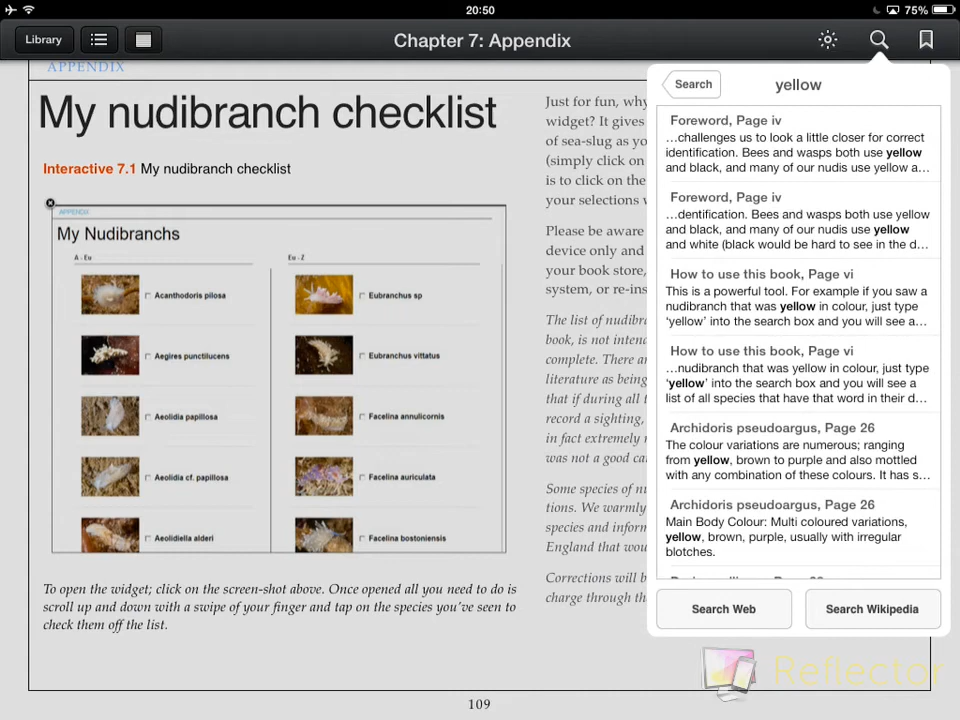 20:50
75%
Library
Chapter 7: Appendix
APPENDIX
My nudibranch checklist
Interactive 7.1 My nudibranch checklist
APPENDIX
My Nudibranchs
A - Eu
Eu - Z
Acanthodoris pilosa
Eubranchus sp
Aegires punctilucens
Eubranchus vittatus
Aeolidia papillosa
Facelina annulicornis
Aeolidia cf. papillosa
Facelina auriculata
Aeolidiella alderi
Facelina bostoniensis
To open the widget; click on the screen-shot above. Once opened all you need to do is
scroll up and down with a swipe of your finger and tap on the species you've seen to
check them off the list.
Just for fun, why
widget? It gives
of sea-slug as yo
(simply click on
is to click on the
your selections w
Please be aware
device only and
your book store,
system, or re-ins
The list of nudibr
book, is not inten
complete. There ar
literature as being
that if during all t
record a sighting,
in fact extremely r
was not a good ca
Some species of nu
tions. We warmly
species and inform
England that wou
Corrections will b
charge through th
Search
yellow
Foreword, Page iv
…challenges us to look a little closer for correct
identification. Bees and wasps both use yellow
and black, and many of our nudis use yellow a…
Foreword, Page iv
…dentification. Bees and wasps both use yellow
and black, and many of our nudis use yellow
and white (black would be hard to see in the d…
How to use this book, Page vi
This is a powerful tool. For example if you saw a
nudibranch that was yellow in colour, just type
‘yellow’ into the search box and you will see a…
How to use this book, Page vi
…nudibranch that was yellow in colour, just type
‘yellow’ into the search box and you will see a
list of all species that have that word in their d…
Archidoris pseudoargus, Page 26
The colour variations are numerous; ranging
from yellow, brown to purple and also mottled
with any combination of these colours. It has s…
Archidoris pseudoargus, Page 26
Main Body Colour: Multi coloured variations,
yellow, brown, purple, usually with irregular
blotches.
Search Web
Search Wikipedia
Reflector
109